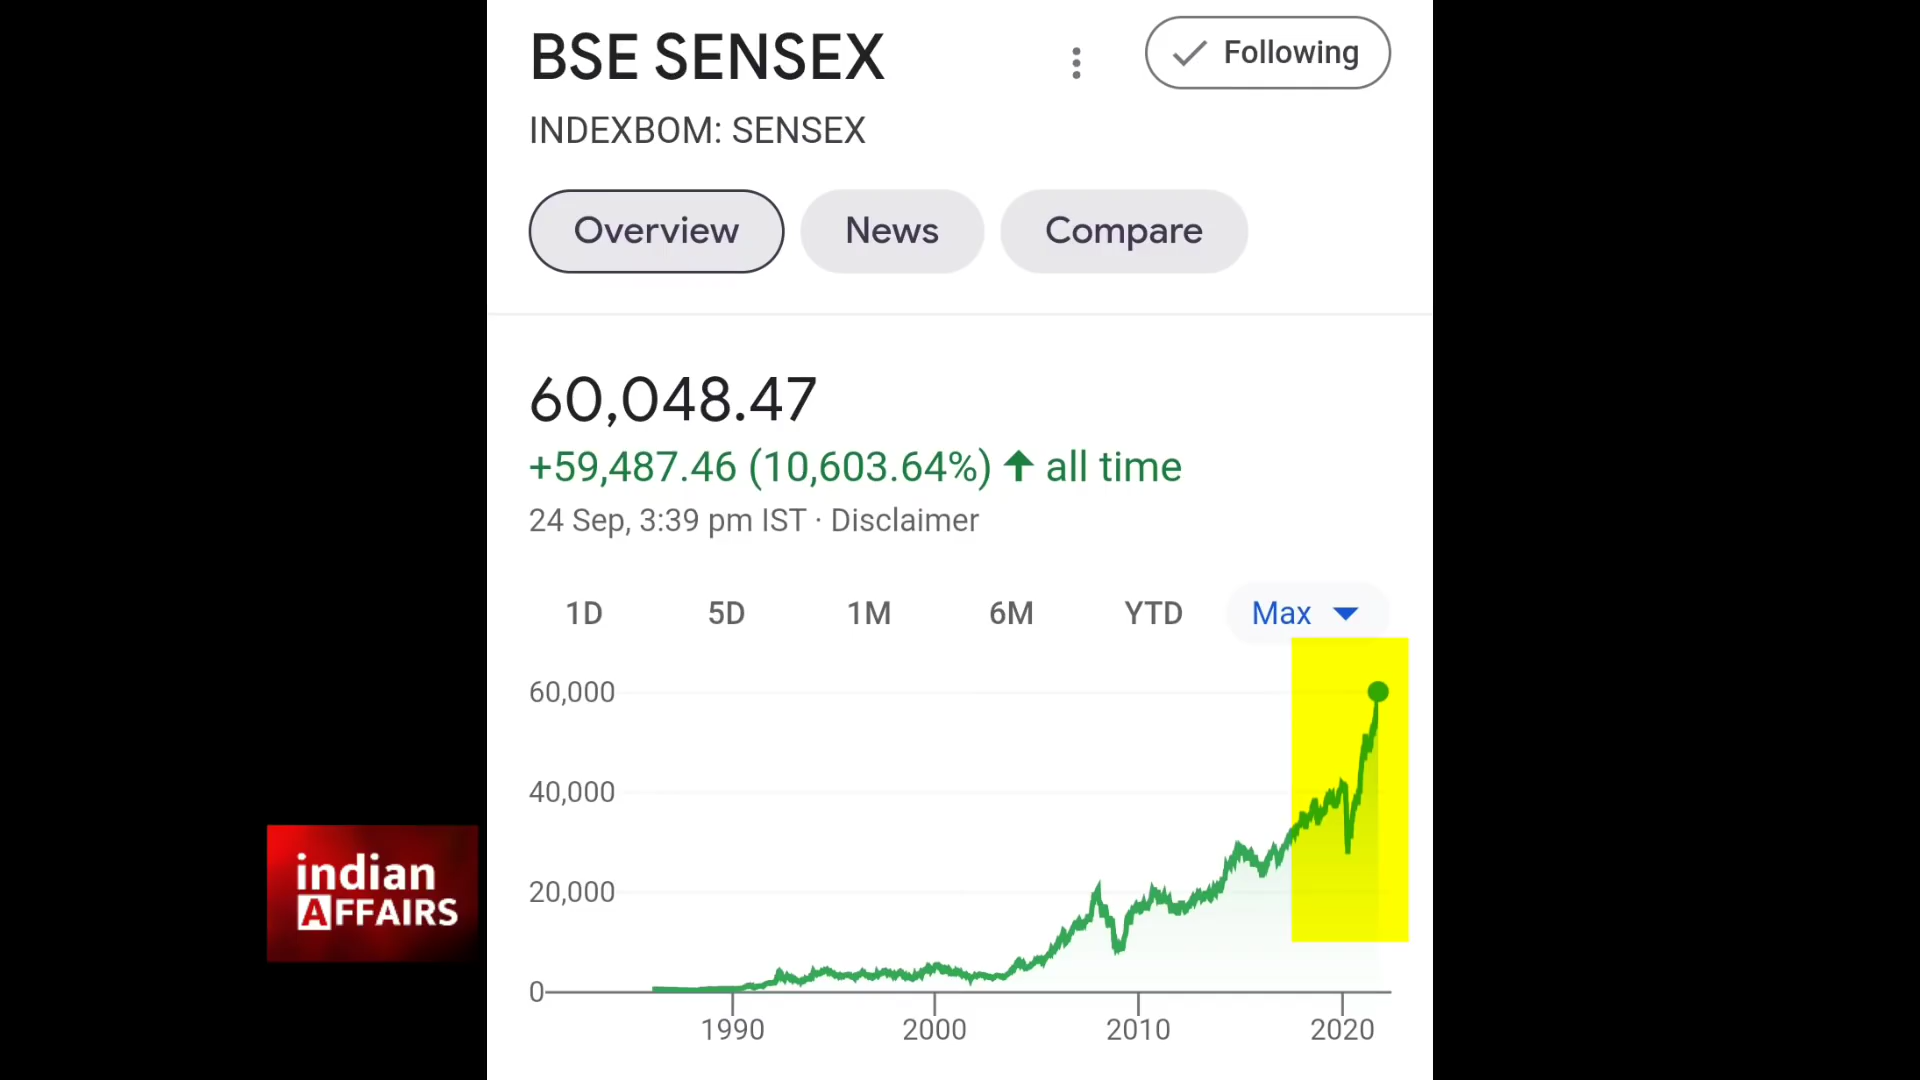 BSE SENSEX
Following
INDEXBOM: SENSEX
Overview News Compare
60,048.47
+59,487.46 (10,603.64%) ↑ all time
24 Sep, 3:39 pm IST · Disclaimer
1D 5D 1M 6M YTD Max
60,000
40,000
20,000
0
1990 2000 2010 2020
indian
AFFAIRS